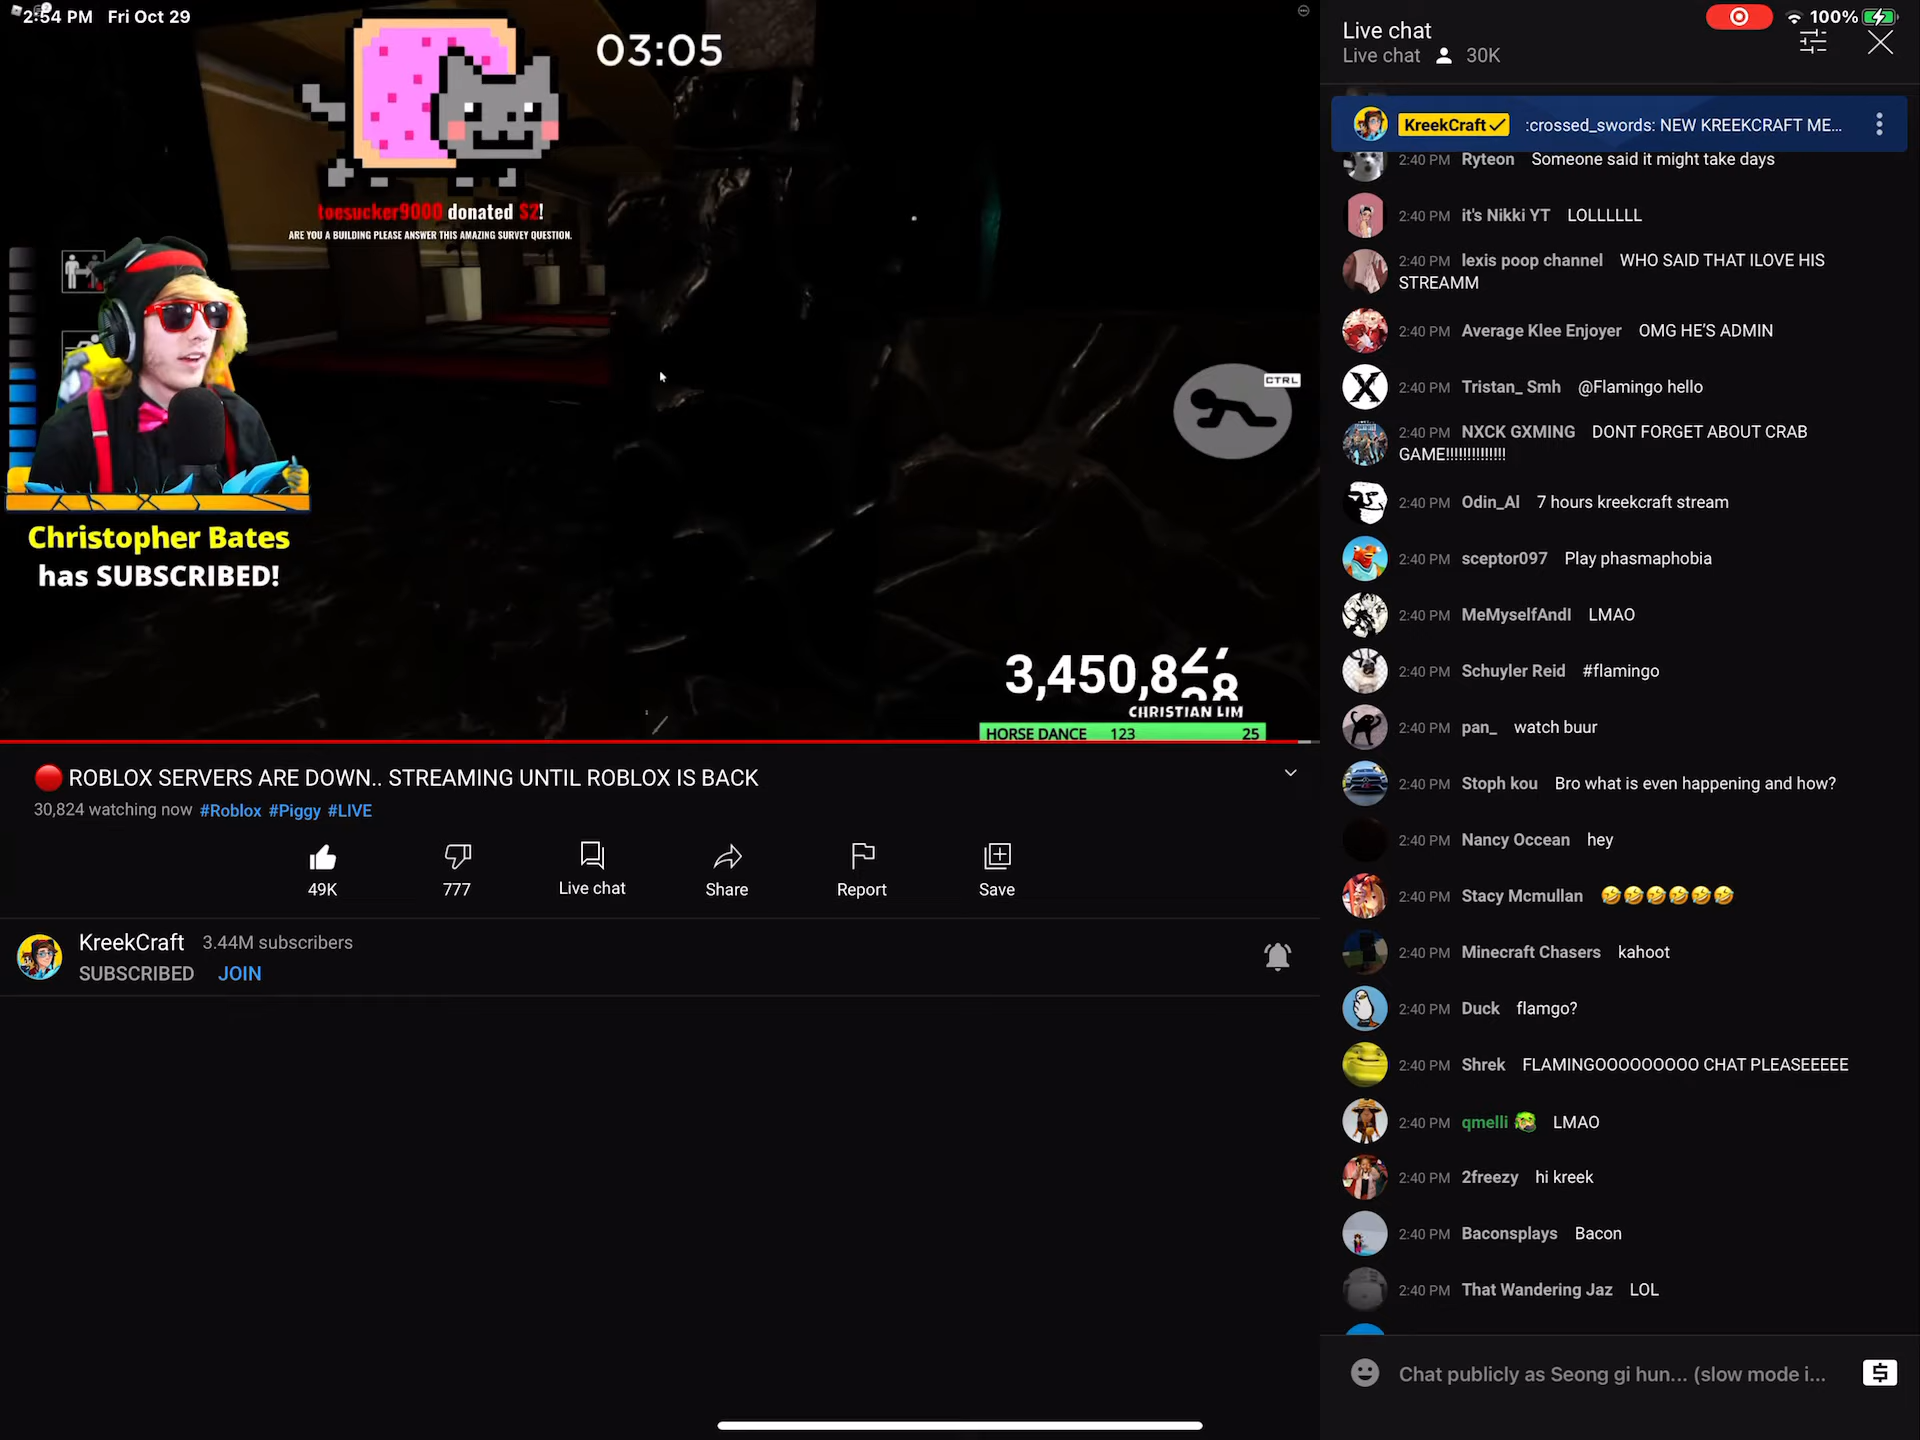 2:54 PM Fri Oct 29
100%
03:05
toesucker9000 donated $2!
ARE YOU A BUILDING PLEASE ANSWER THIS AMAZING SURVEY QUESTION.
CTRL
Christopher Bates
has SUBSCRIBED!
3,450,8
CHRISTIAN LIM
HORSE DANCE 123 25
🔴 ROBLOX SERVERS ARE DOWN.. STREAMING UNTIL ROBLOX IS BACK
30,824 watching now #Roblox #Piggy #LIVE
49K
777
Live chat
Share
Report
Save
KreekCraft 3.44M subscribers
SUBSCRIBED JOIN
Live chat
Live chat 30K
KreekCraft :crossed_swords: NEW KREEKCRAFT ME...
2:40 PM Ryteon Someone said it might take days
2:40 PM it's Nikki YT LOLLLLLL
2:40 PM lexis poop channel WHO SAID THAT ILOVE HIS
STREAMM
2:40 PM Average Klee Enjoyer OMG HE'S ADMIN
2:40 PM Tristan_ Smh @Flamingo hello
2:40 PM NXCK GXMING DONT FORGET ABOUT CRAB
GAME!!!!!!!!!!!!!!
2:40 PM Odin_Al 7 hours kreekcraft stream
2:40 PM sceptor097 Play phasmaphobia
2:40 PM MeMyselfAndI LMAO
2:40 PM Schuyler Reid #flamingo
2:40 PM pan_ watch buur
2:40 PM Stoph kou Bro what is even happening and how?
2:40 PM Nancy Occean hey
2:40 PM Stacy Mcmullan 🤣🤣🤣🤣🤣🤣
2:40 PM Minecraft Chasers kahoot
2:40 PM Duck flamgo?
2:40 PM Shrek FLAMINGOOOOOOOOO CHAT PLEASEEEEE
2:40 PM qmelli LMAO
2:40 PM 2freezy hi kreek
2:40 PM Baconsplays Bacon
2:40 PM That Wandering Jaz LOL
Chat publicly as Seong gi hun... (slow mode i...